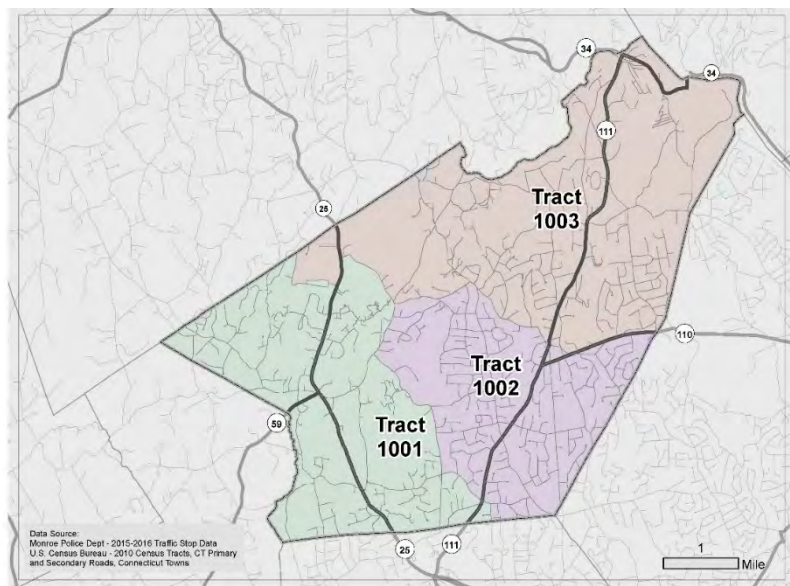 34
34
111
Tract
1003
25
110
Tract
1002
59
Tract
1001
25
111
Data Source:
Monroe Police Dept - 2015-2016 Traffic Stop Data
U.S. Census Bureau - 2010 Census Tracts, CT Primary
and Secondary Roads, Connecticut Towns
1
Mile